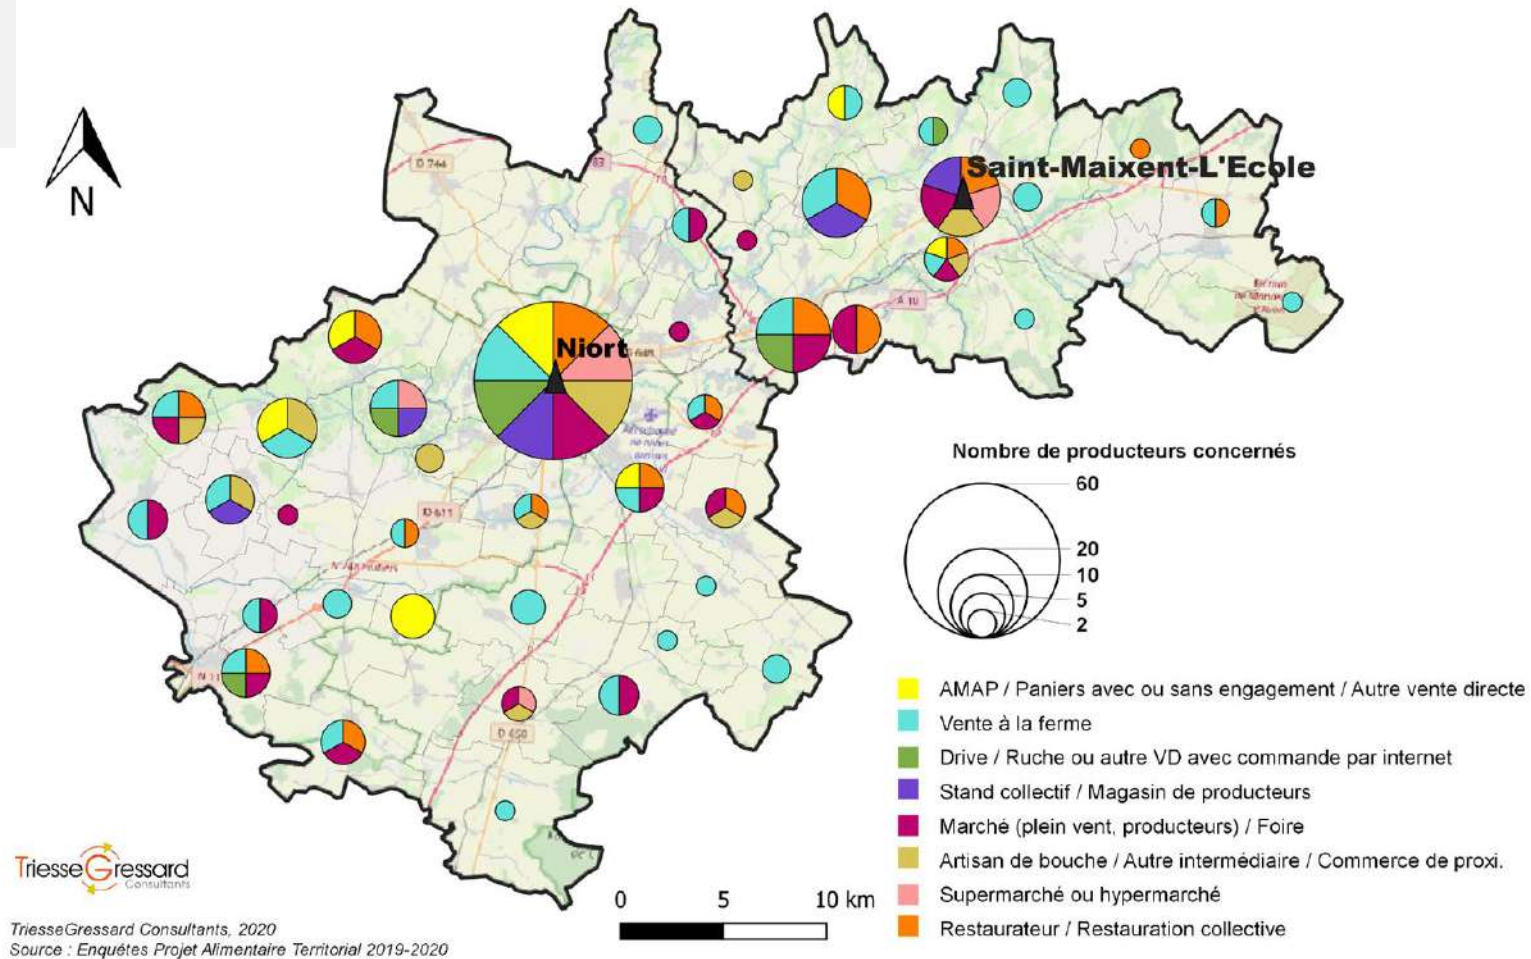 D 744
83
Saint-Maixent-L'Ecole
A 10
Niort
D 611
N 11
D 650
N
Nombre de producteurs concernés
60
20
10
5
2
AMAP / Paniers avec ou sans engagement / Autre vente directe
Vente à la ferme
Drive / Ruche ou autre VD avec commande par internet
Stand collectif / Magasin de producteurs
Marché (plein vent, producteurs) / Foire
Artisan de bouche / Autre intermédiaire / Commerce de proxi.
Supermarché ou hypermarché
Restaurateur / Restauration collective
0 5 10 km
TriesseGressard
Consultants
TriesseGressard Consultants, 2020
Source : Enquêtes Projet Alimentaire Territorial 2019-2020